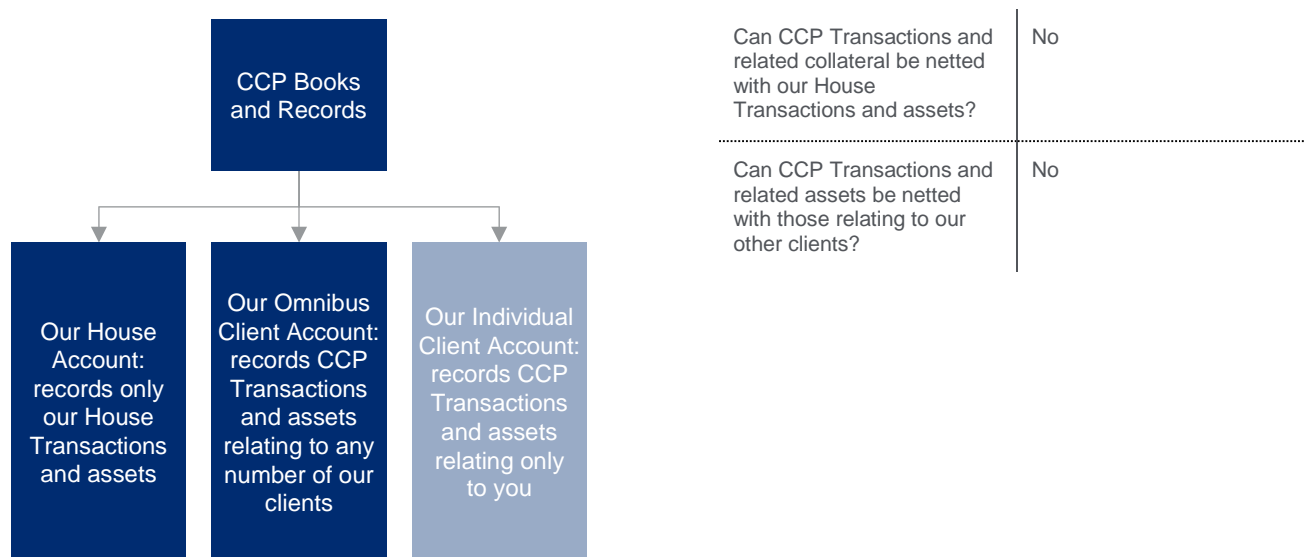 CCP Books
and Records
Our House
Account:
records only
our House
Transactions
and assets
Our Omnibus
Client Account:
records CCP
Transactions
and assets
relating to any
number of our
clients
Our Individual
Client Account:
records CCP
Transactions
and assets
relating only
to you
Can CCP Transactions and
related collateral be netted
with our House
Transactions and assets?
No
Can CCP Transactions and
related assets be netted
with those relating to our
other clients?
No